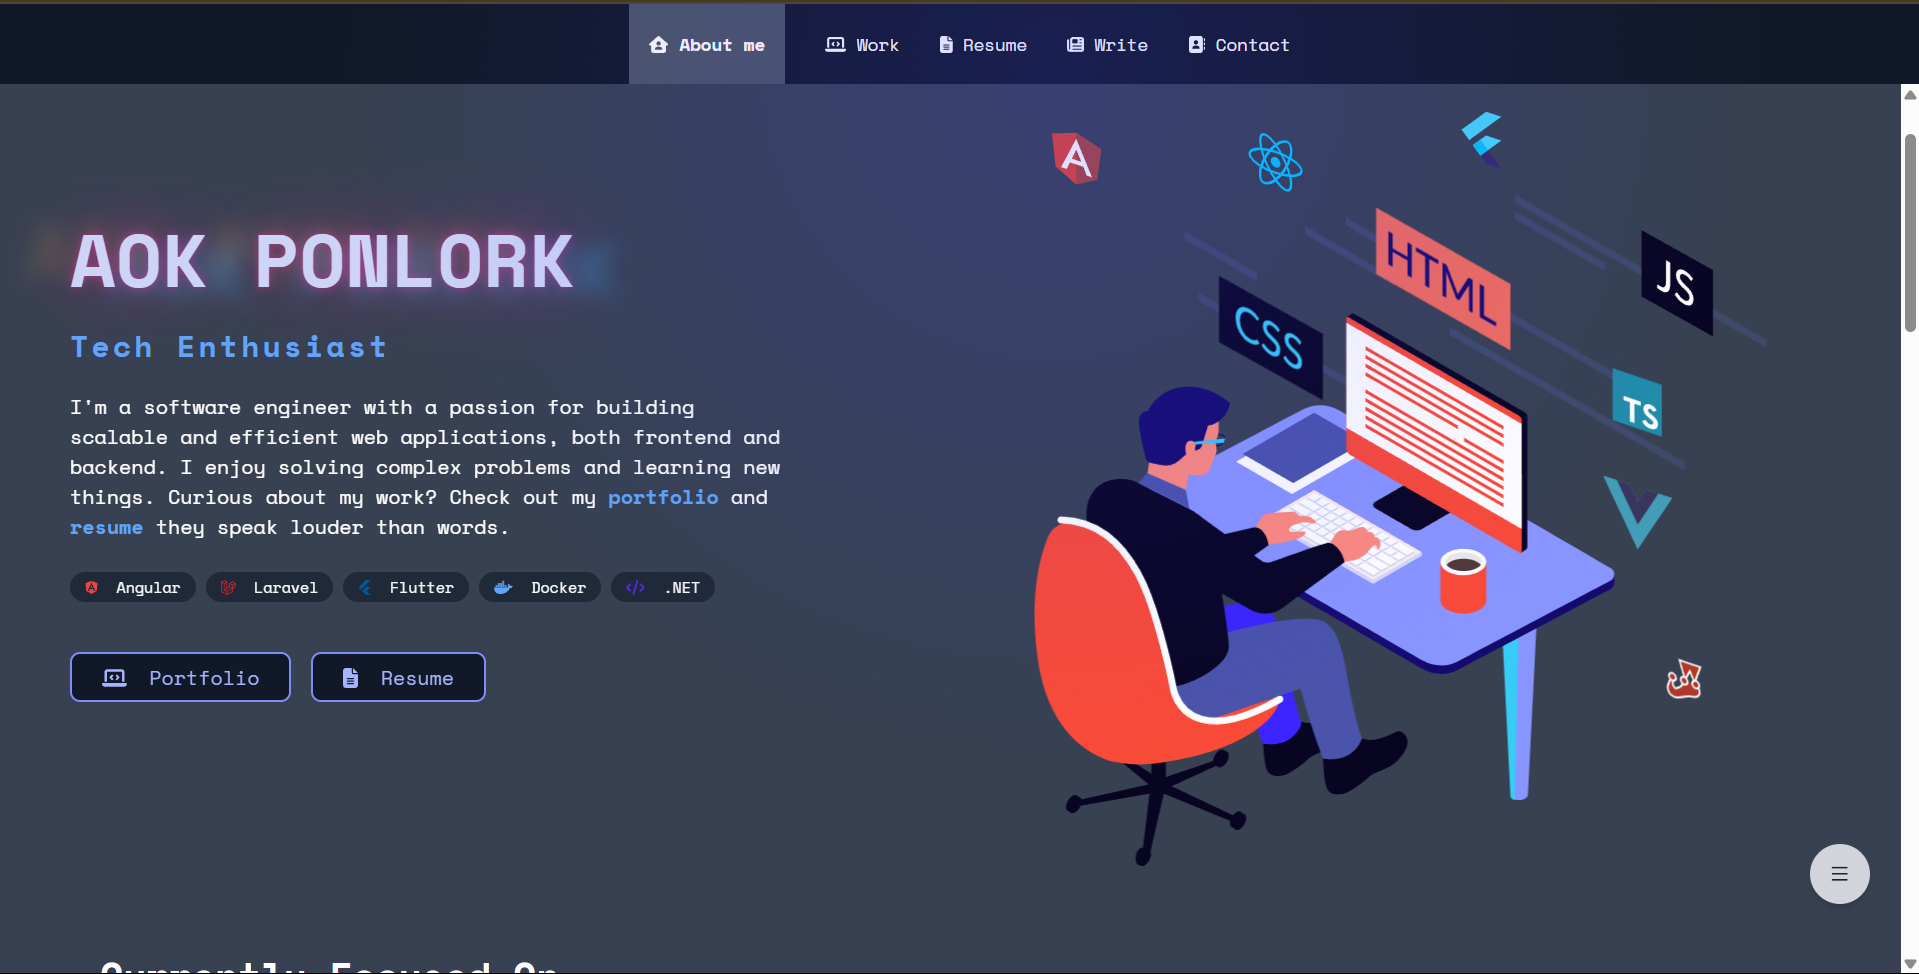 About me
Work
Resume
Write
Contact
AOK PONLORK
Tech Enthusiast
I'm a software engineer with a passion for building
scalable and efficient web applications, both frontend and
backend. I enjoy solving complex problems and learning new
things. Curious about my work? Check out my portfolio and
resume they speak louder than words.
Angular
Laravel
Flutter
Docker
.NET
Portfolio
Resume
A
HTML
JS
CSS
TS
Currently Focused On